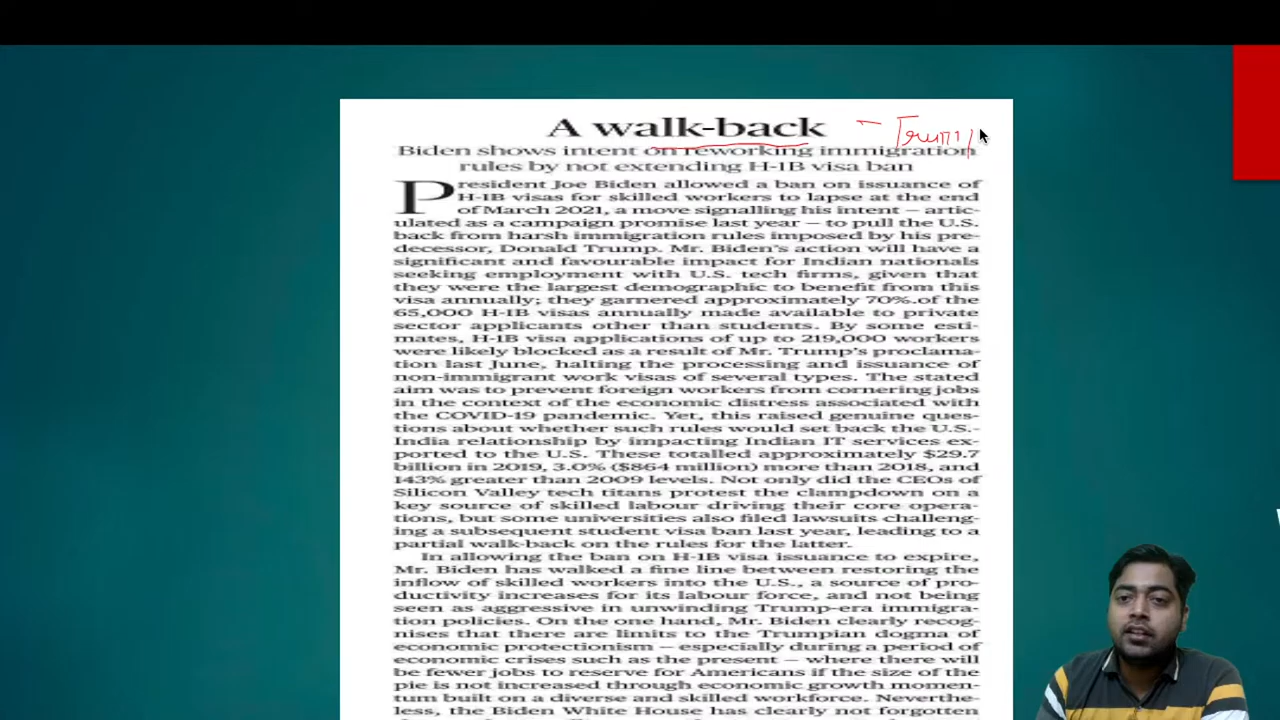 A walk-back
- Trump
Biden shows intent on reworking immigration
rules by not extending H-1B visa ban
President Joe Biden allowed a ban on issuance of
H-1B visas for skilled workers to lapse at the end
of March 2021, a move signalling his intent — artic-
ulated as a campaign promise last year — to pull the U.S.
back from harsh immigration rules imposed by his pre-
decessor, Donald Trump. Mr. Biden's action will have a
significant and favourable impact for Indian nationals
seeking employment with U.S. tech firms, given that
they were the largest demographic to benefit from this
visa annually; they garnered approximately 70%.of the
65,000 H-1B visas annually made available to private
sector applicants other than students. By some esti-
mates, H-1B visa applications of up to 219,000 workers
were likely blocked as a result of Mr. Trump's proclama-
tion last June, halting the processing and issuance of
non-immigrant work visas of several types. The stated
aim was to prevent foreign workers from cornering jobs
in the context of the economic distress associated with
the COVID-19 pandemic. Yet, this raised genuine ques-
tions about whether such rules would set back the U.S.-
India relationship by impacting Indian IT services ex-
ported to the U.S. These totalled approximately $29.7
billion in 2019, 3.0% ($864 million) more than 2018, and
143% greater than 2009 levels. Not only did the CEOs of
Silicon Valley tech titans protest the clampdown on a
key source of skilled labour driving their core opera-
tions, but some universities also filed lawsuits challeng-
ing a subsequent student visa ban last year, leading to a
partial walk-back on the rules for the latter.
In allowing the ban on H-1B visa issuance to expire,
Mr. Biden has walked a fine line between restoring the
inflow of skilled workers into the U.S., a source of pro-
ductivity increases for its labour force, and not being
seen as aggressive in unwinding Trump-era immigra-
tion policies. On the one hand, Mr. Biden clearly recog-
nises that there are limits to the Trumpian dogma of
economic protectionism — especially during a period of
economic crises such as the present — where there will
be fewer jobs to reserve for Americans if the size of the
pie is not increased through economic growth momen-
tum built on a diverse and skilled workforce. Neverthe-
less, the Biden White House has clearly not forgotten